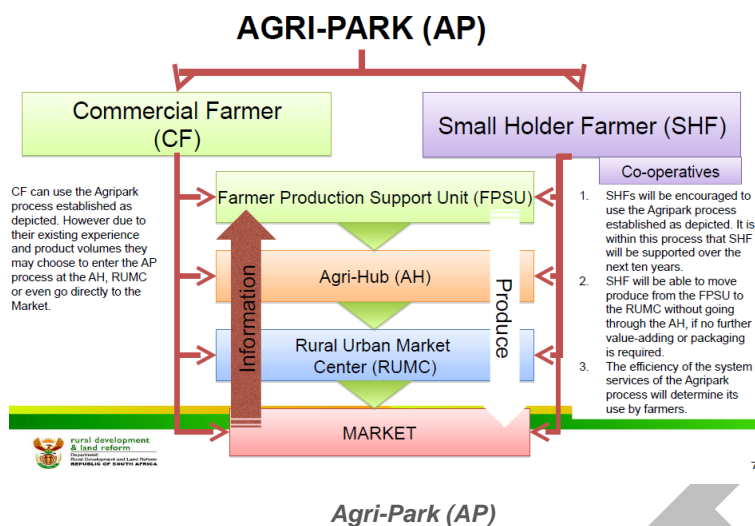 AGRI-PARK (AP)
Commercial Farmer
(CF)
Small Holder Farmer (SHF)
CF can use the Agripark
process established as
depicted. However due to
their existing experience
and product volumes they
may choose to enter the AP
process at the AH, RUMC
or even go directly to the
Market.
Farmer Production Support Unit (FPSU)
Agri-Hub (AH)
Rural Urban Market
Center (RUMC)
MARKET
Information
Produce
Co-operatives
1. SHFs will be encouraged to
use the Agripark process
established as depicted. It is
within this process that SHF
will be supported over the
next ten years.
2. SHF will be able to move
produce from the FPSU to
the RUMC without going
through the AH, if no further
value-adding or packaging
is required.
3. The efficiency of the system
services of the Agripark
process will determine its
use by farmers.
rural development
& land reform
Department:
Rural Development and Land Reform
REPUBLIC OF SOUTH AFRICA
7
Agri-Park (AP)